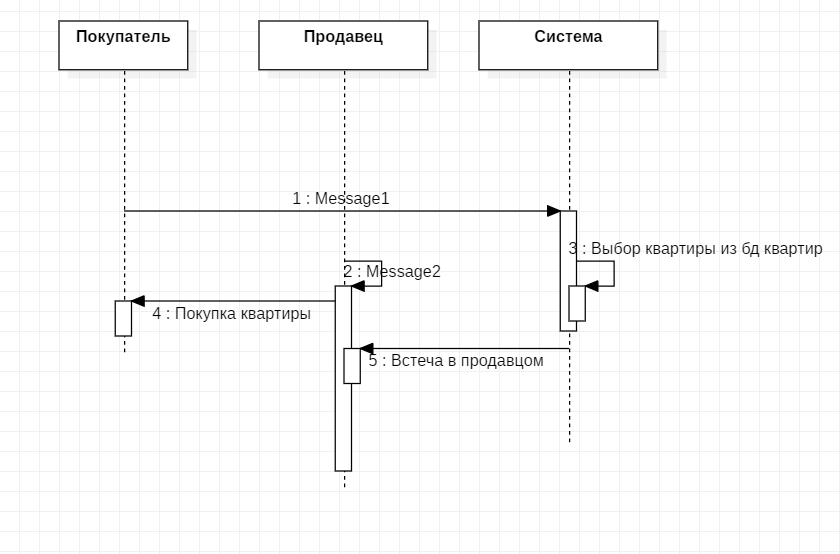 Покупатель
Продавец
Система
1 : Message1
3 : Выбор квартиры из бд квартир
2 : Message2
4 : Покупка квартиры
5 : Встеча в продавцом